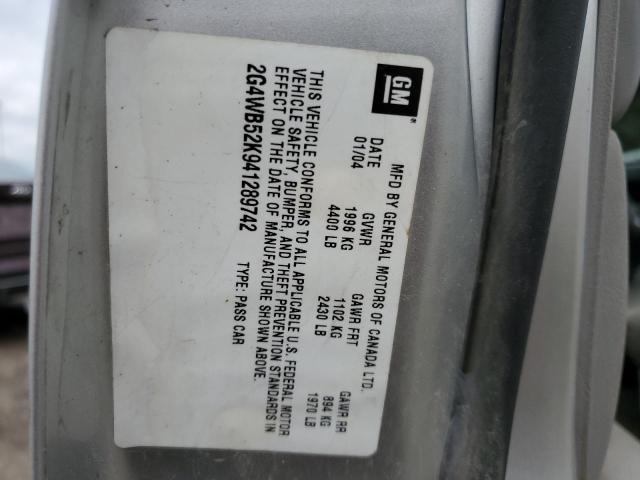 GM
MFD BY GENERAL MOTORS OF CANADA LTD.
DATE GVWR GAWR FRT GAWR RR
01/04 1996 KG 1102 KG 894 KG
4400 LB 2430 LB 1970 LB
THIS VEHICLE CONFORMS TO ALL APPLICABLE U.S. FEDERAL MOTOR
VEHICLE SAFETY, BUMPER, AND THEFT PREVENTION STANDARDS IN
EFFECT ON THE DATE OF MANUFACTURE SHOWN ABOVE.
2G4WB52K941289742 TYPE: PASS CAR